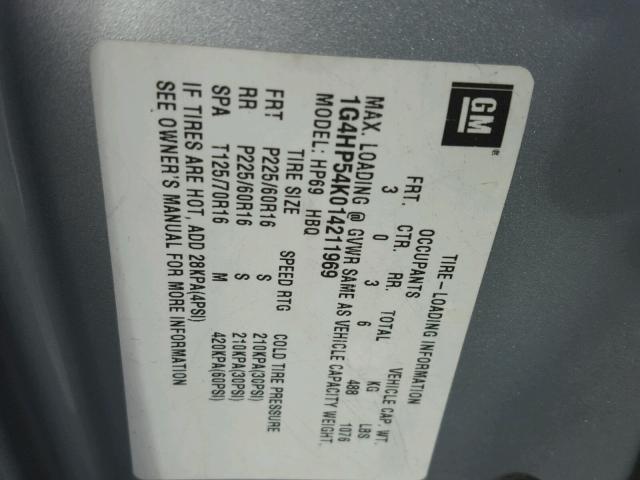 GM
TIRE-LOADING INFORMATION
OCCUPANTS VEHICLE CAP. WT.
FRT. CTR. RR. TOTAL KG LBS
3 0 3 6 488 1076
MAX. LOADING @ GVWR SAME AS VEHICLE CAPACITY WEIGHT.
1G4HP54K014211969
MODEL: HP69 HBQ
TIRE SIZE SPEED RTG COLD TIRE PRESSURE
FRT P225/60R16 S 210KPA(30PSI)
RR P225/60R16 S 210KPA(30PSI)
SPA T125/70R16 M 420KPA(60PSI)
IF TIRES ARE HOT, ADD 28KPA(4PSI)
SEE OWNER'S MANUAL FOR MORE INFORMATION